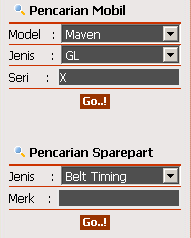 Pencarian Mobil
Model : Maven
Jenis : GL
Seri : X
Go..!
Pencarian Sparepart
Jenis : Belt Timing
Merk :
Go..!